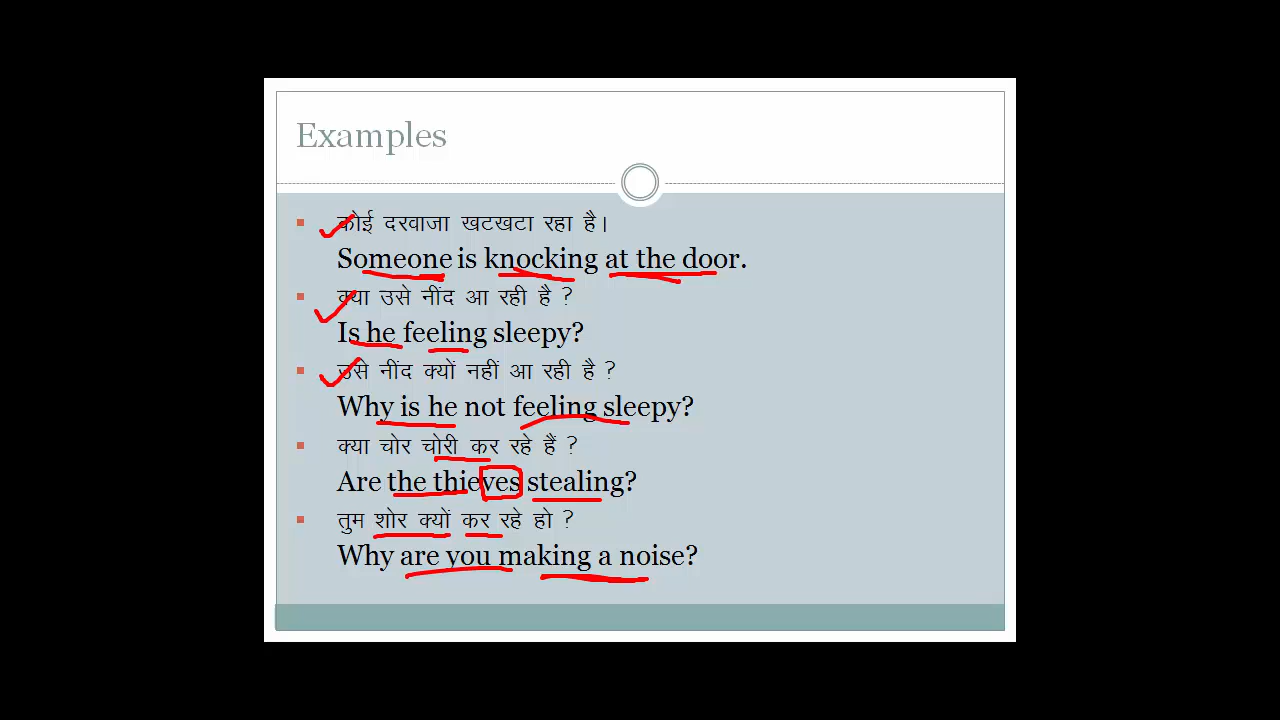 Examples
कोई दरवाजा खटखटा रहा है।
Someone is knocking at the door.
क्या उसे नींद आ रही है ?
Is he feeling sleepy?
उसे नींद क्यों नहीं आ रही है ?
Why is he not feeling sleepy?
क्या चोर चोरी कर रहे हैं ?
Are the thieves stealing?
तुम शोर क्यों कर रहे हो ?
Why are you making a noise?